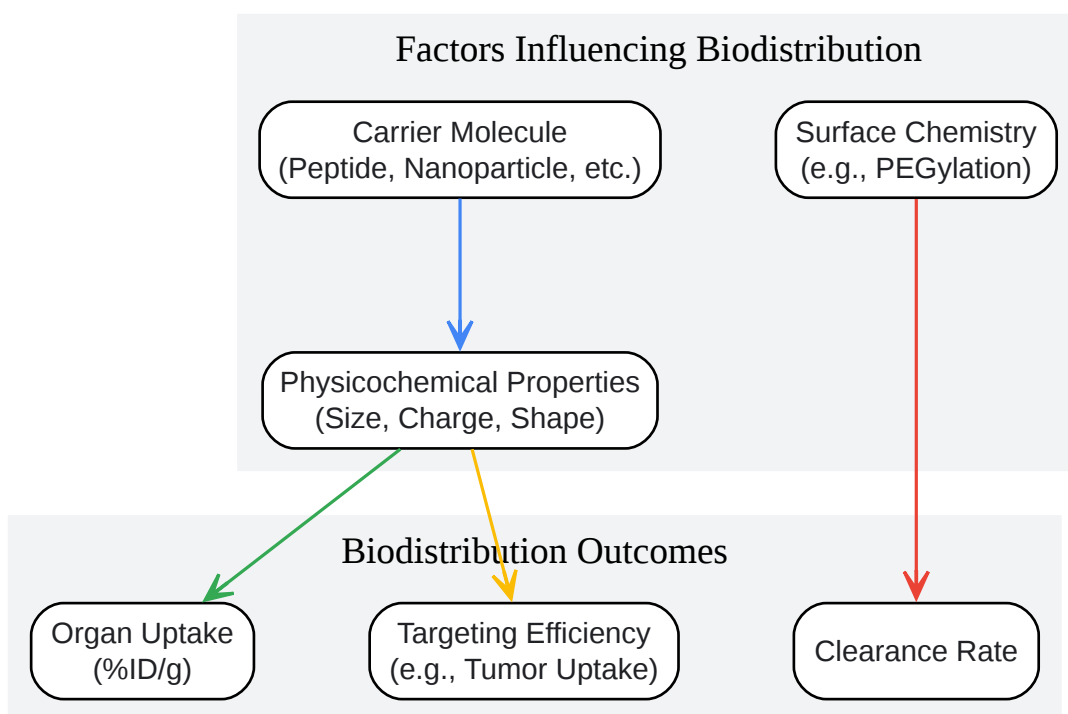 Factors Influencing Biodistribution
Carrier Molecule
(Peptide, Nanoparticle, etc.)
Surface Chemistry
(e.g., PEGylation)
Physicochemical Properties
(Size, Charge, Shape)
Biodistribution Outcomes
Organ Uptake
(%ID/g)
Targeting Efficiency
(e.g., Tumor Uptake)
Clearance Rate